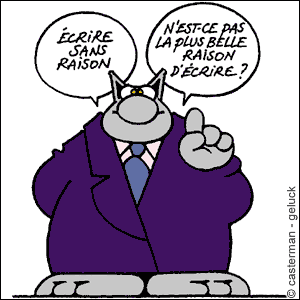 ÉCRIRE
SANS
RAISON
N'EST-CE PAS
LA PLUS BELLE
RAISON
D'ÉCRIRE?
© casterman - geluck